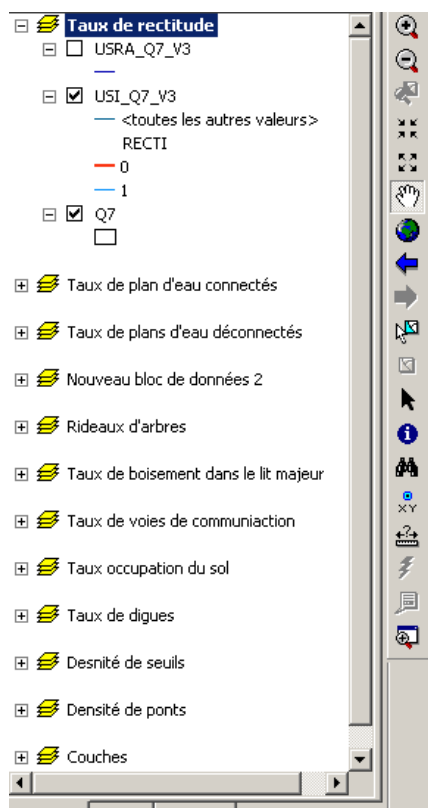 Taux de rectitude
USRA_Q7_V3
USI_Q7_V3
<toutes les autres valeurs>
RECTI
0
1
Q7
Taux de plan d'eau connectés
Taux de plans d'eau déconnectés
Nouveau bloc de données 2
Rideaux d'arbres
Taux de boisement dans le lit majeur
Taux de voies de communiaction
Taux occupation du sol
Taux de digues
Desnité de seuils
Densité de ponts
Couches
XY